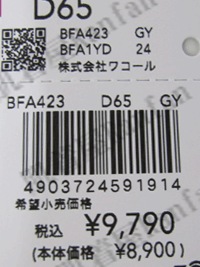 D65
BFA423 GY
BFA1YD 24
株式会社ワコール
BFA423 D65 GY
4903724591914
希望小売価格
税込 ¥9,790
(本体価格 ¥8,900)